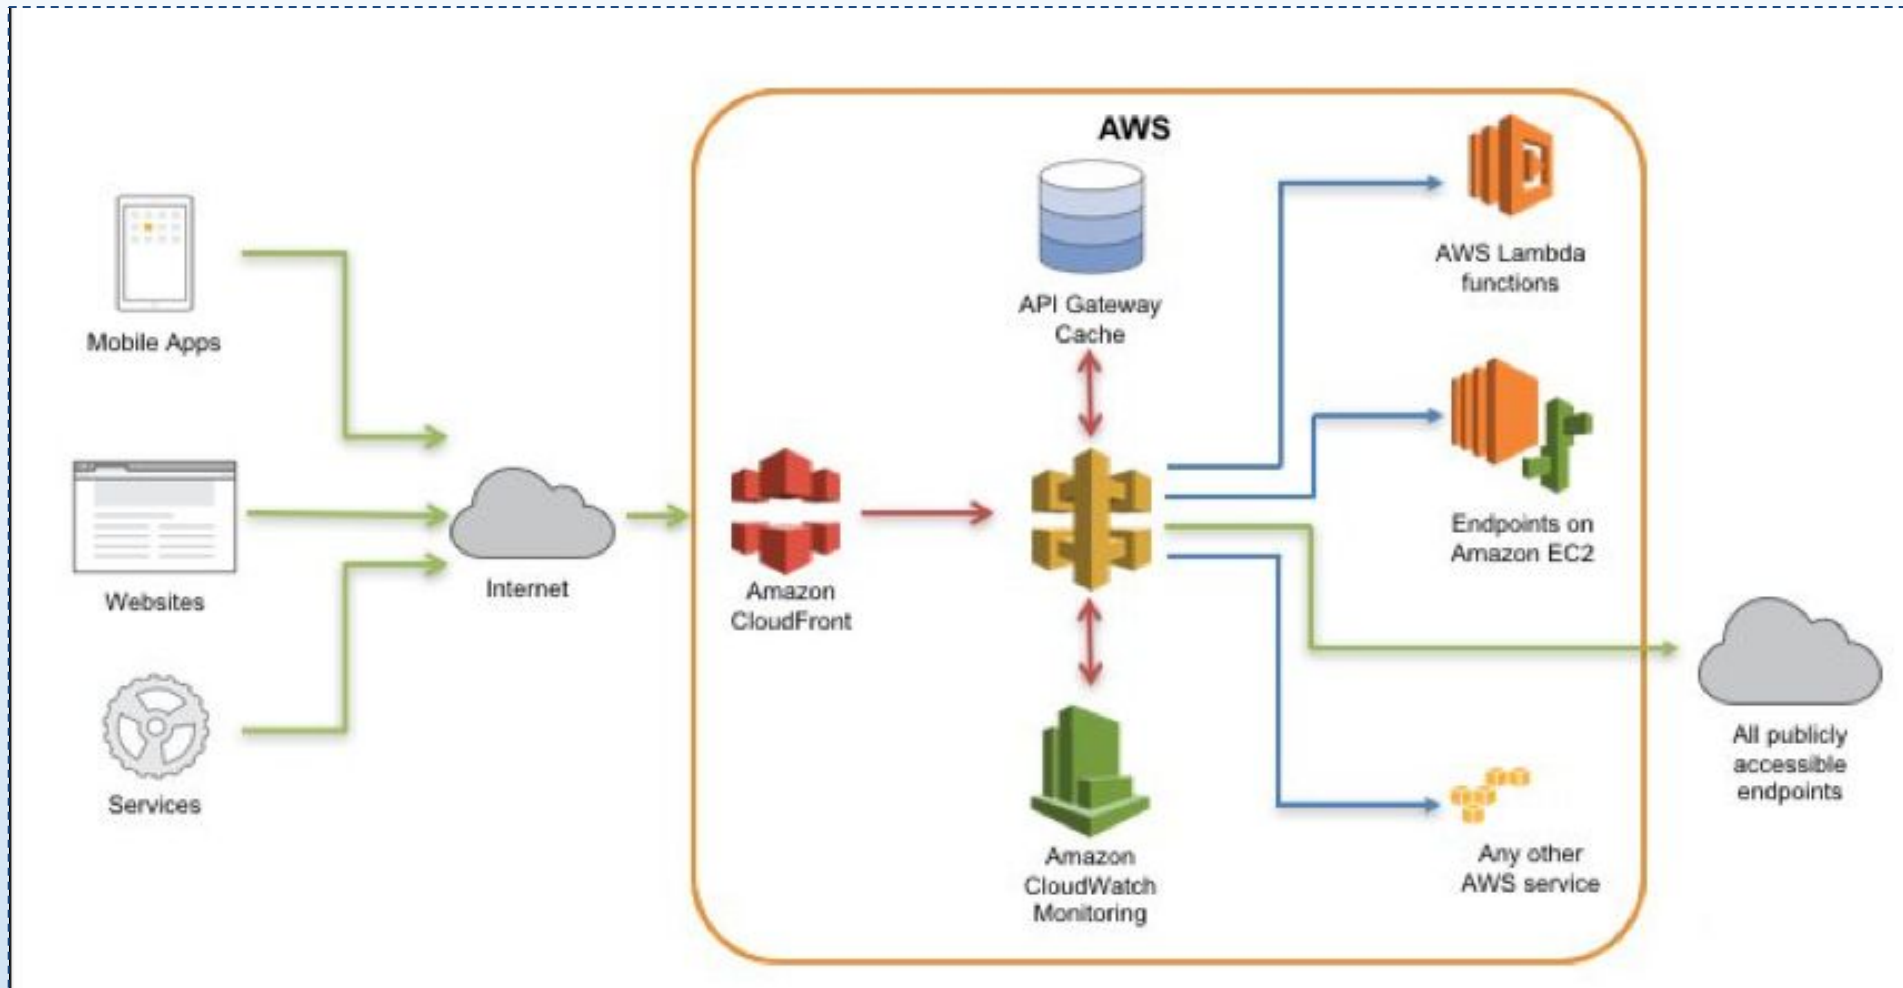 AWS
Mobile Apps
Websites
Services
Internet
Amazon
CloudFront
API Gateway
Cache
Amazon
CloudWatch
Monitoring
AWS Lambda
functions
Endpoints on
Amazon EC2
Any other
AWS service
All publicly
accessible
endpoints